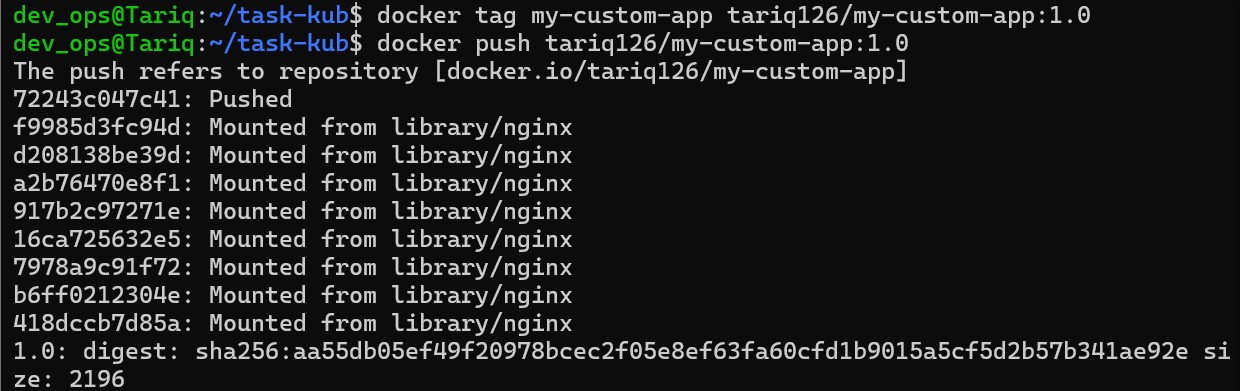 dev_ops@Tariq:~/task-kub$ docker tag my-custom-app tariq126/my-custom-app:1.0
dev_ops@Tariq:~/task-kub$ docker push tariq126/my-custom-app:1.0
The push refers to repository [docker.io/tariq126/my-custom-app]
72243c047c41: Pushed
f9985d3fc94d: Mounted from library/nginx
d208138be39d: Mounted from library/nginx
a2b76470e8f1: Mounted from library/nginx
917b2c97271e: Mounted from library/nginx
16ca725632e5: Mounted from library/nginx
7978a9c91f72: Mounted from library/nginx
b6ff0212304e: Mounted from library/nginx
418dccb7d85a: Mounted from library/nginx
1.0: digest: sha256:aa55db05ef49f20978bcec2f05e8ef63fa60cfd1b9015a5cf5d2b57b341ae92e si
ze: 2196